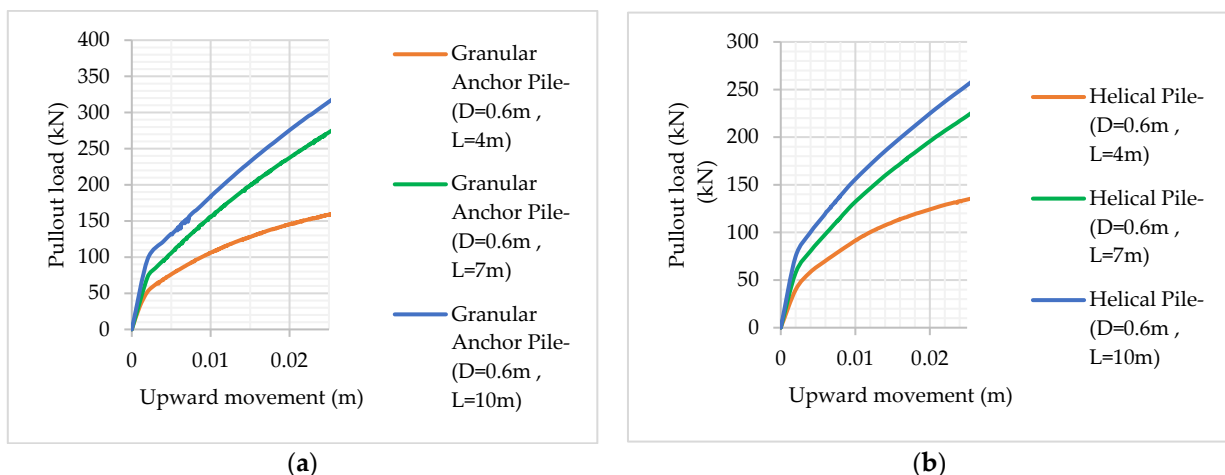 400
350
300
250
200
150
100
50
0
Pullout load (kN)
0
0.01
0.02
Upward movement (m)
Granular
Anchor Pile-
(D=0.6m ,
L=4m)
Granular
Anchor Pile-
(D=0.6m ,
L=7m)
Granular
Anchor Pile-
(D=0.6m ,
L=10m)
(a)
300
250
200
150
100
50
0
Pullout load (kN)
(kN)
0
0.01
0.02
Upward movement (m)
Helical Pile-
(D=0.6m ,
L=4m)
Helical Pile-
(D=0.6m ,
L=7m)
Helical Pile-
(D=0.6m ,
L=10m)
(b)